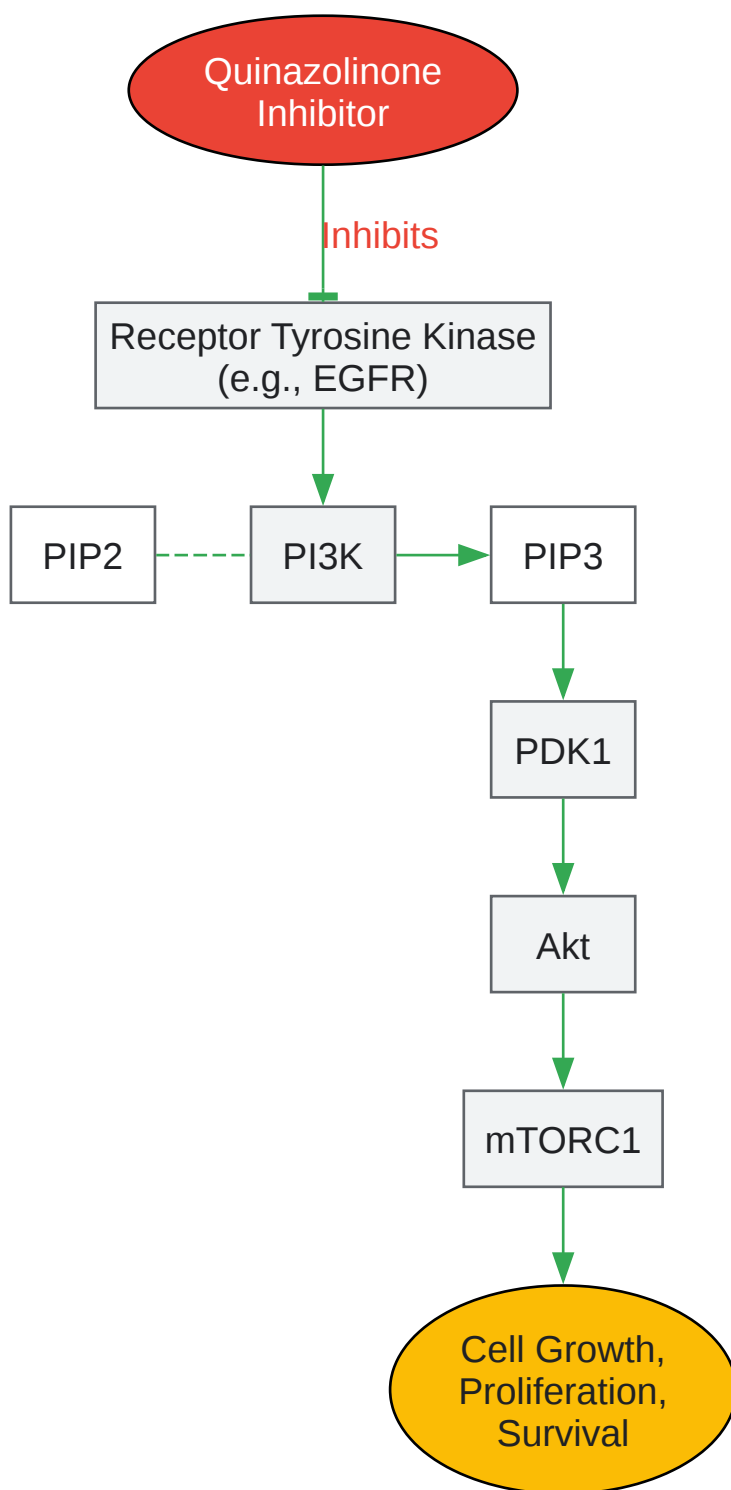 Quinazolinone
Inhibitor
Inhibits
Receptor Tyrosine Kinase
(e.g., EGFR)
PIP2
PI3K
PIP3
PDK1
Akt
mTORC1
Cell Growth,
Proliferation,
Survival